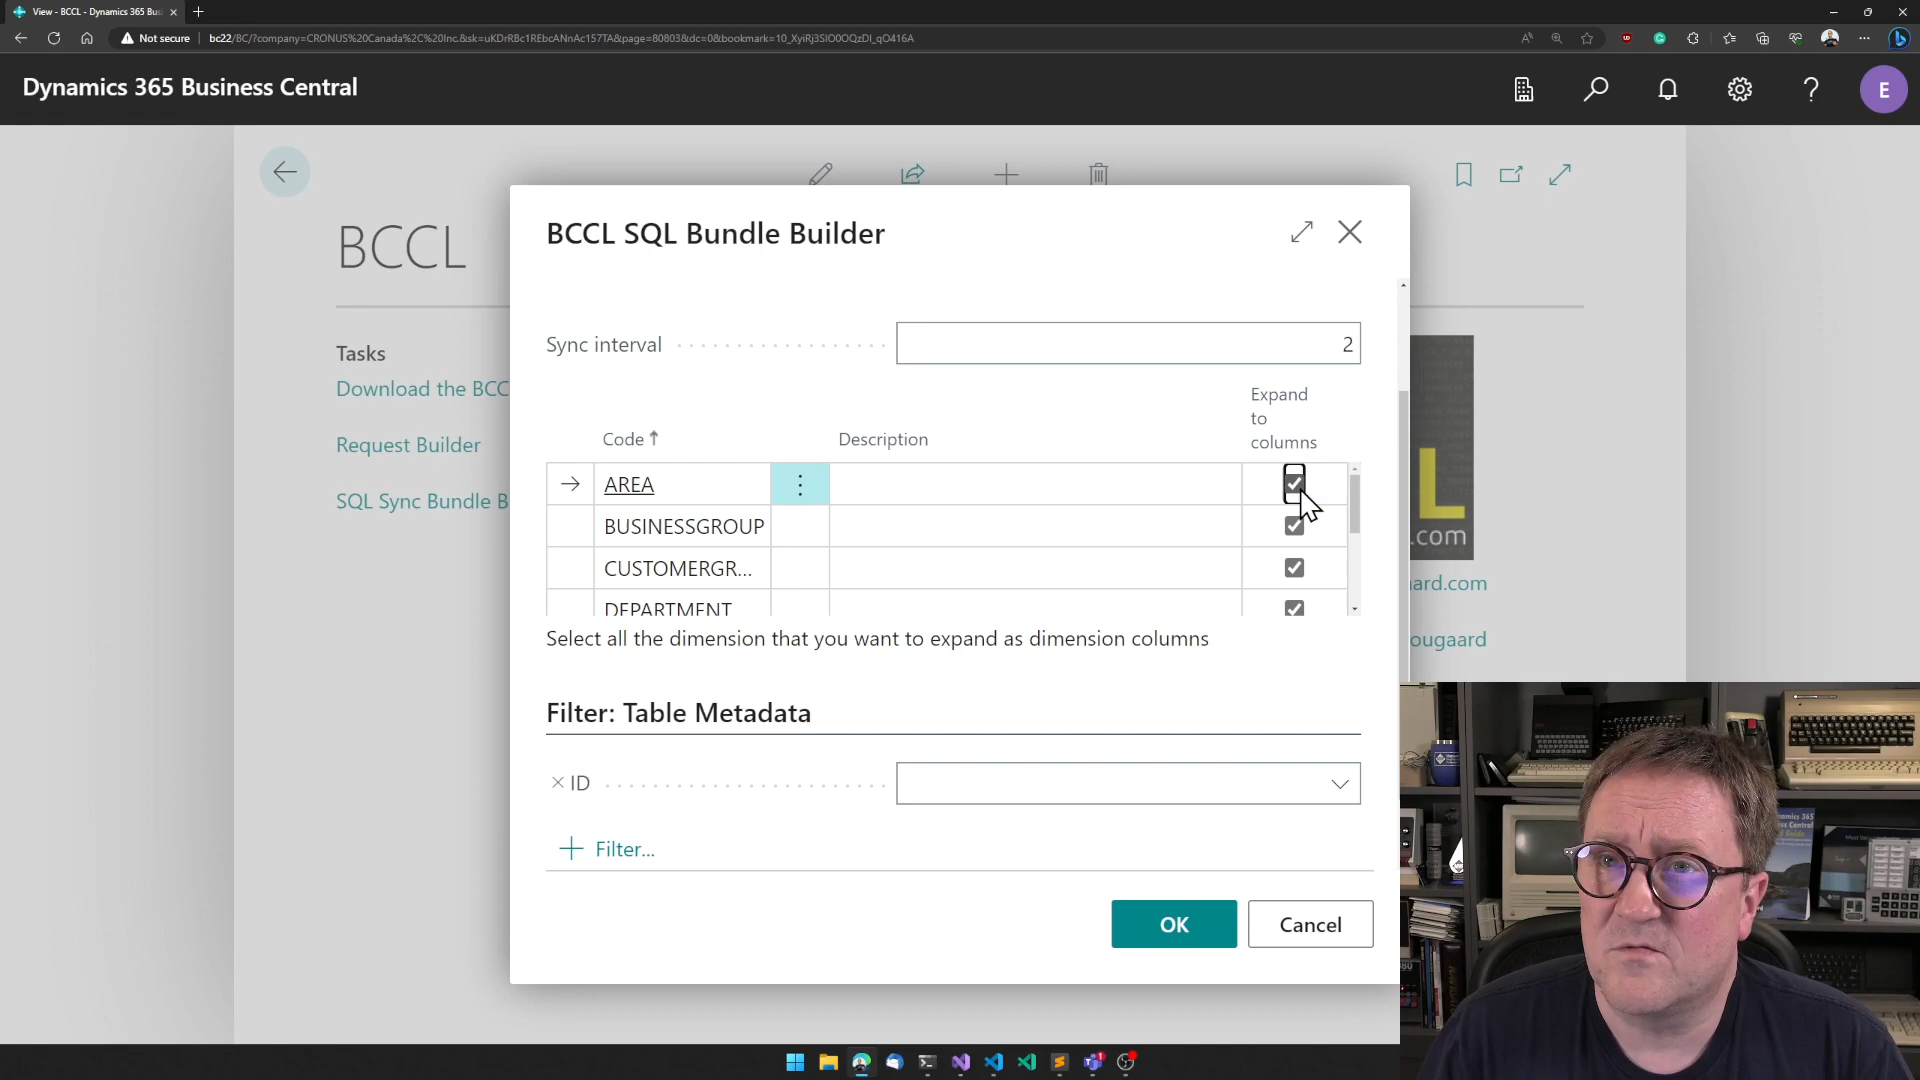 View - BCCL - Dynamics 365 Busi
Not secure
bc22/BC/?company=CRONUS%20Canada%2C%20Inc.&sk=uKDrRBc1REbcANnAc157TA&page=80803&dc=0&bookmark=10_XyiRj3SIO0OQzDl_qO416A
Dynamics 365 Business Central
E
BCCL
Tasks
Download the BCC
Request Builder
SQL Sync Bundle B
BCCL SQL Bundle Builder
Sync interval
2
Code
Description
Expand
to
columns
AREA
BUSINESSGROUP
CUSTOMERGR...
DEPARTMENT
Select all the dimension that you want to expand as dimension columns
Filter: Table Metadata
ID
Filter...
OK
Cancel
L
.com
ard.com
ougaard